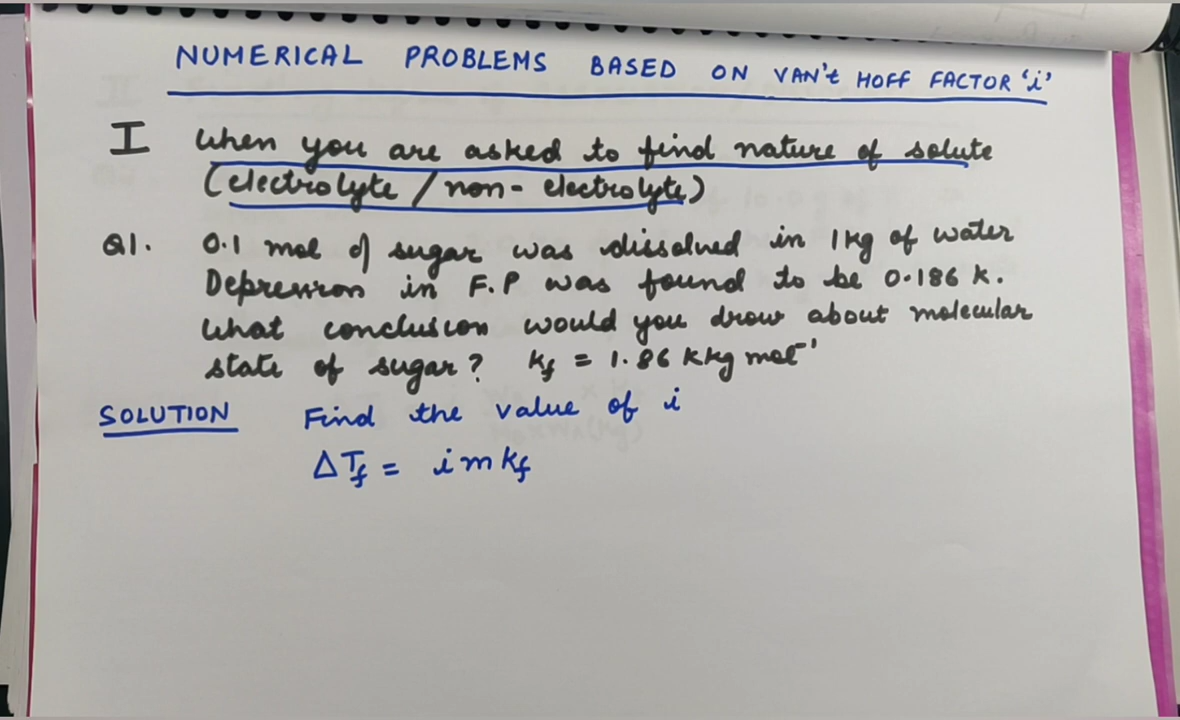 NUMERICAL PROBLEMS BASED ON VAN't HOFF FACTOR 'i'
I When you are asked to find nature of solute
(electrolyte / non-electrolyte)
Q1. 0.1 mol of sugar was dissolved in 1kg of water
Depression in F.P was found to be 0.186 K.
What conclusion would you draw about molecular
state of sugar? Kf = 1.86 K kg mol⁻¹
SOLUTION Find the value of i
ΔTf = i m Kf